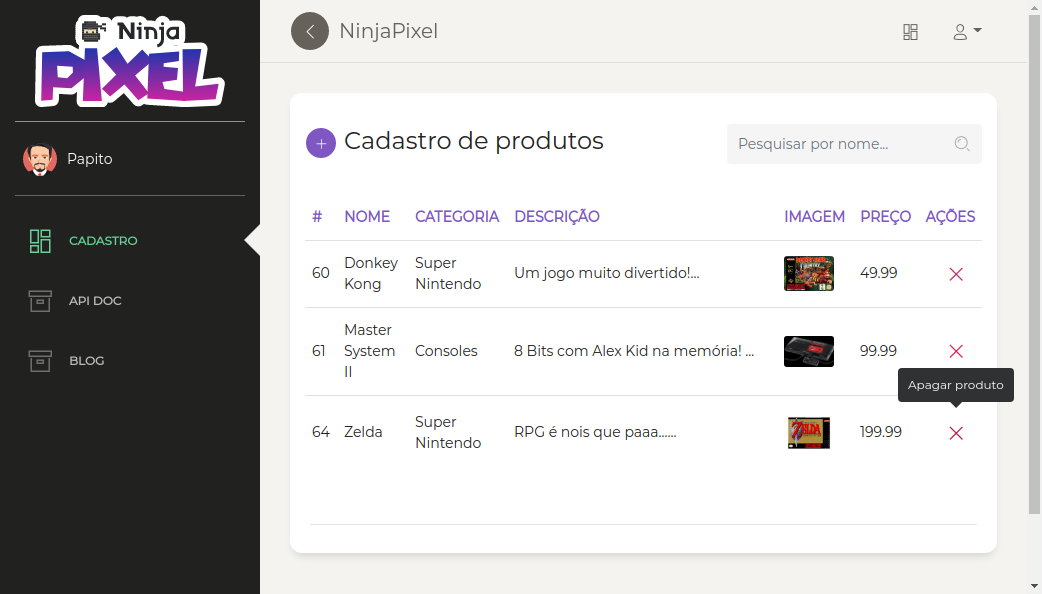 Ninja
PIXEL
Papito
CADASTRO
API DOC
BLOG
NinjaPixel
Cadastro de produtos
Pesquisar por nome...
# NOME CATEGORIA DESCRIÇÃO IMAGEM PREÇO AÇÕES
60 Donkey Kong Super Nintendo Um jogo muito divertido!... 49.99
61 Master System II Consoles 8 Bits com Alex Kid na memória! ... 99.99
Apagar produto
64 Zelda Super Nintendo RPG é nois que paaa...... 199.99
ZELDA